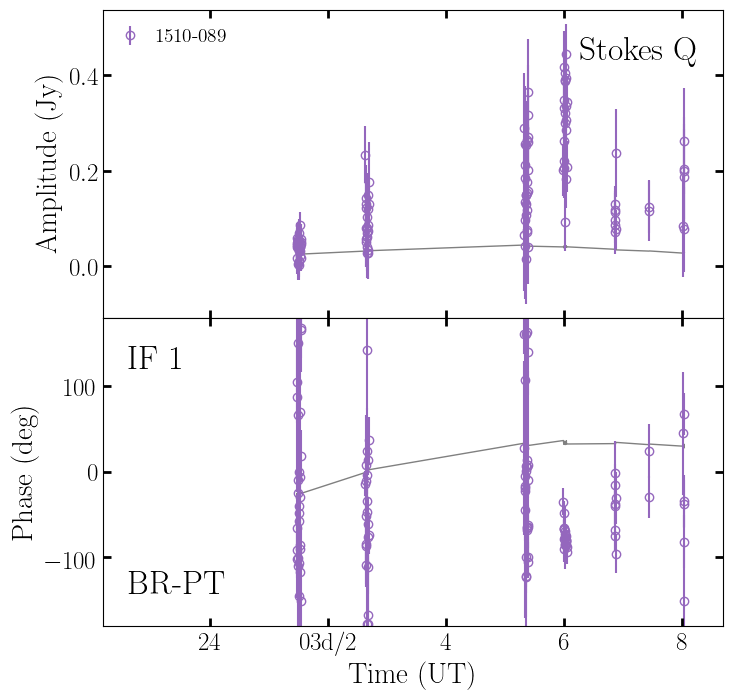 1510-089
Stokes Q
0.4
0.2
0.0
Amplitude (Jy)
IF 1
100
0
−100
Phase (deg)
BR-PT
24 03d/2 4 6 8
Time (UT)